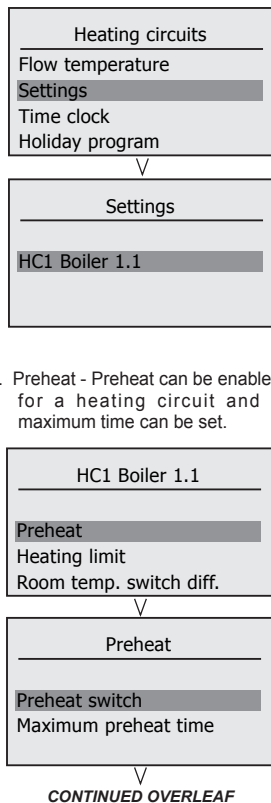 Heating circuits
Flow temperature
Settings
Time clock
Holiday program
Settings
HC1 Boiler 1.1
. Preheat - Preheat can be enable
for a heating circuit and
maximum time can be set.
HC1 Boiler 1.1
Preheat
Heating limit
Room temp. switch diff.
Preheat
Preheat switch
Maximum preheat time
CONTINUED OVERLEAF